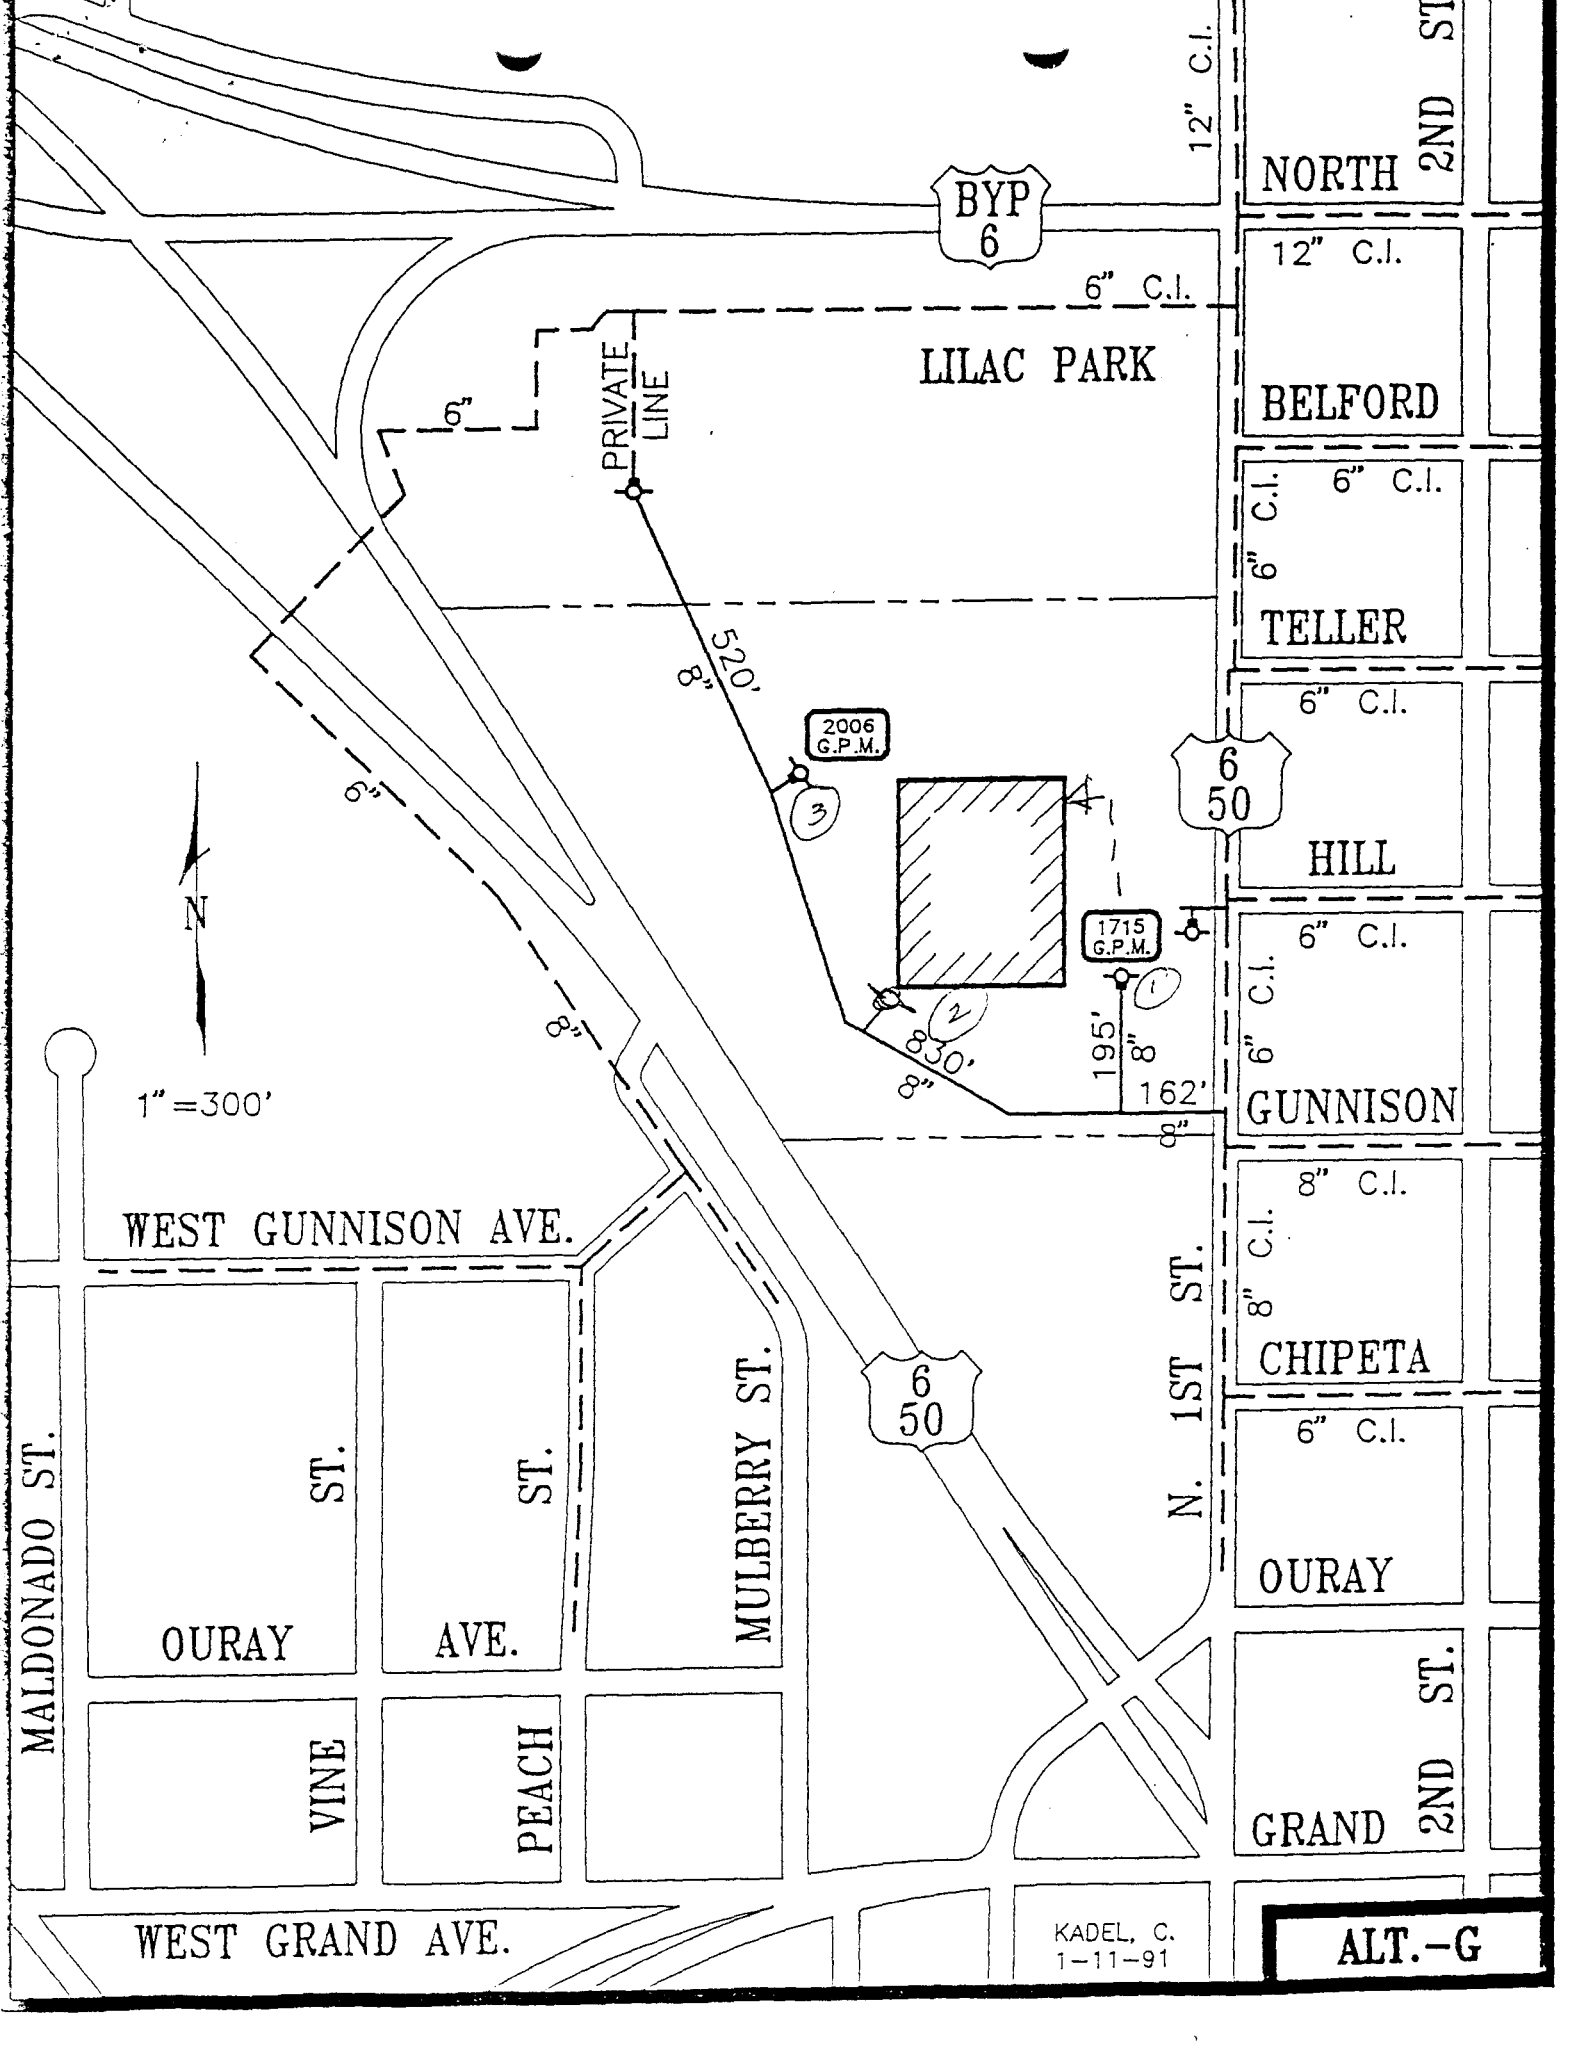 12" C.I.
2ND ST.
NORTH
BYP
6
12" C.I.
6" C.I.
LILAC PARK
PRIVATE
LINE
6"
BELFORD
6" C.I.
6" C.I.
TELLER
520'
8"
6" C.I.
2006
G.P.M.
3
6
50
6"
HILL
N
1715
G.P.M.
6" C.I.
1
2
6" C.I.
8"
830'
8"
195'
8"
162'
8"
1"=300'
GUNNISON
8" C.I.
8" C.I.
WEST GUNNISON AVE.
N. 1ST ST.
6
50
CHIPETA
6" C.I.
MALDONADO ST.
VINE ST.
PEACH ST.
MULBERRY ST.
OURAY AVE.
OURAY
2ND ST.
GRAND
WEST GRAND AVE.
KADEL, C.
1-11-91
ALT.-G